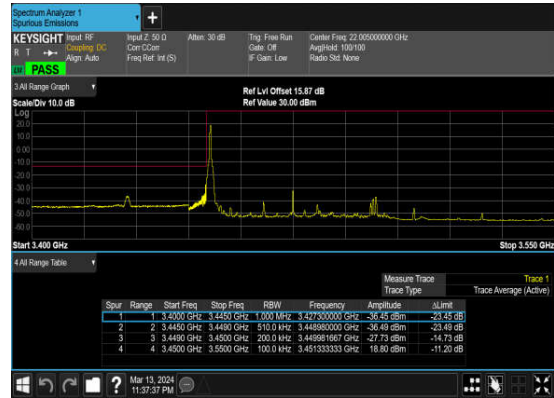 Spectrum Analyzer 1
Spurious Emissions
KEYSIGHT Input: RF Input Z: 50 Ω Atten: 30 dB Trig: Free Run Center Freq: 22.005000000 GHz
R T Coupling: DC Corr CCorr Gate: Off Avg|Hold: 100/100
Align: Auto Freq Ref: Int (S) IF Gain: Low Radio Std: None
PASS
3 All Range Graph Ref Lvl Offset 15.87 dB
Scale/Div 10.0 dB Ref Value 30.00 dBm
Log
20.0
10.0
0.00
-10.0
-20.0
-30.0
-40.0
-50.0
-60.0
Start 3.400 GHz Stop 3.550 GHz
4 All Range Table
Measure Trace Trace 1
Trace Type Trace Average (Active)
Spur Range Start Freq Stop Freq RBW Frequency Amplitude ΔLimit
1 1 3.4000 GHz 3.4450 GHz 1.000 MHz 3.427300000 GHz -36.45 dBm -23.45 dB
2 2 3.4450 GHz 3.4490 GHz 510.0 kHz 3.448980000 GHz -36.49 dBm -23.49 dB
3 3 3.4490 GHz 3.4500 GHz 200.0 kHz 3.449981667 GHz -27.73 dBm -14.73 dB
4 4 3.4500 GHz 3.5500 GHz 100.0 kHz 3.451333333 GHz 18.80 dBm -11.20 dB
Mar 13, 2024
11:37:37 PM